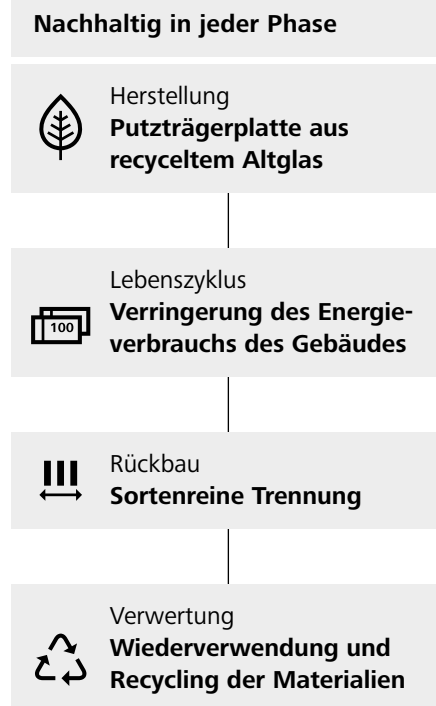 Nachhaltig in jeder Phase
Herstellung
Putzträgerplatte aus
recyceltem Altglas
Lebenszyklus
100
Verringerung des Energie-
verbrauchs des Gebäudes
Rückbau
Sortenreine Trennung
Verwertung
Wiederverwendung und
Recycling der Materialien